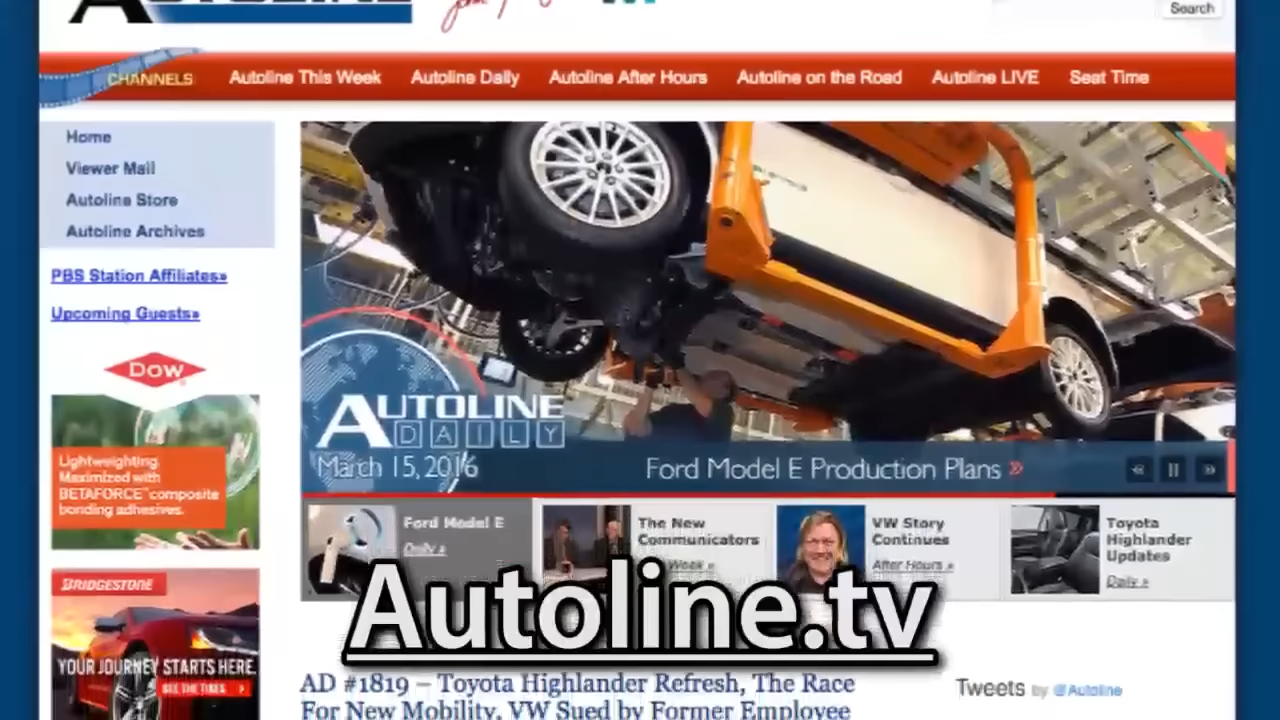 AUTOLINE
Search
CHANNELS
Autoline This Week
Autoline Daily
Autoline After Hours
Autoline on the Road
Autoline LIVE
Seat Time
Home
Viewer Mail
Autoline Store
Autoline Archives
PBS Station Affiliates»
Upcoming Guests»
DOW
Lightweighting.
Maximized with
BETAFORCE™ composite
bonding adhesives.
BRIDGESTONE
YOUR JOURNEY STARTS HERE.
SEE THE TIRES >
AUTOLINE
DAILY
March 15, 2016
Ford Model E Production Plans »
Ford Model E
Daily »
The New
Communicators
Week »
VW Story
Continues
After Hours »
Toyota
Highlander
Updates
Daily »
Autoline.tv
AD #1819 – Toyota Highlander Refresh, The Race
For New Mobility, VW Sued by Former Employee
Tweets by @Autoline